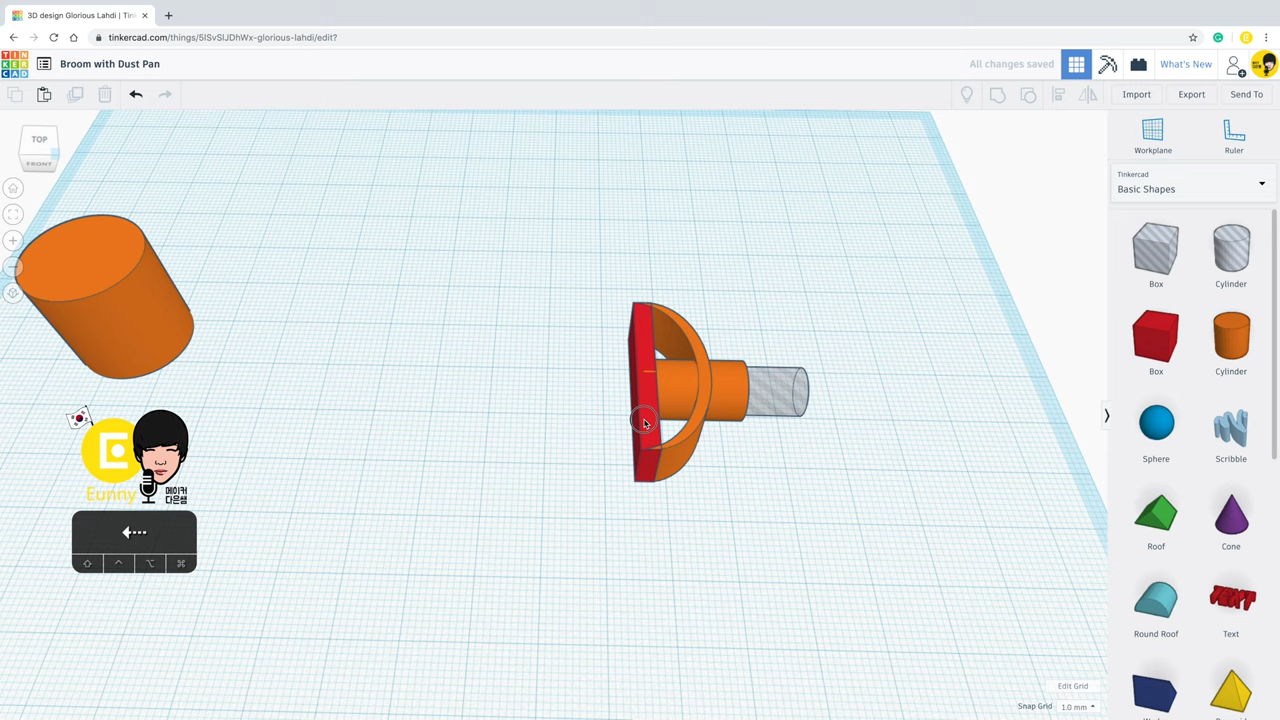 3D design Glorious Lahdi | Tin
tinkercad.com/things/5lSvSlJDhWx-glorious-lahdi/edit?
E
TIN
KER
CAD
Broom with Dust Pan
All changes saved
What's New
Import
Export
Send To
TOP
FRONT
Workplane
Ruler
Tinkercad
Basic Shapes
Box
Cylinder
Box
Cylinder
Sphere
Scribble
Roof
Cone
TEXT
Round Roof
Text
E
Eunny
메이커
다은쌤
Edit Grid
Snap Grid
1.0 mm